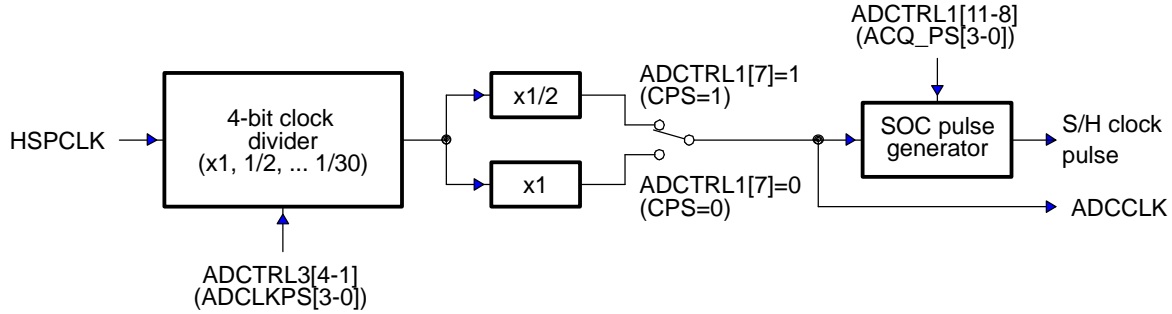 ADCTRL1[11-8]
(ACQ_PS[3-0])
HSPCLK
4-bit clock
divider
(x1, 1/2, ... 1/30)
x1/2
x1
ADCTRL1[7]=1
(CPS=1)
ADCTRL1[7]=0
(CPS=0)
SOC pulse
generator
S/H clock
pulse
ADCCLK
ADCTRL3[4-1]
(ADCLKPS[3-0])